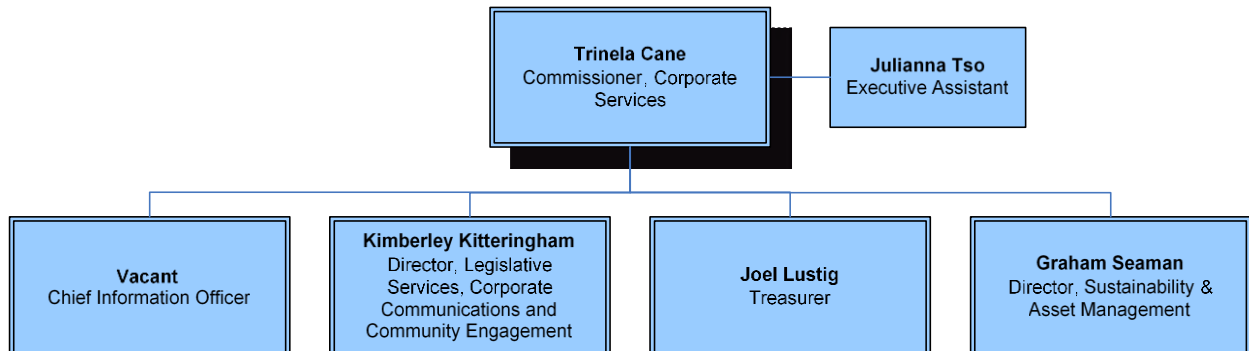 Trinela Cane
Commissioner, Corporate
Services
Julianna Tso
Executive Assistant
Vacant
Chief Information Officer
Kimberley Kitteringham
Director, Legislative
Services, Corporate
Communications and
Community Engagement
Joel Lustig
Treasurer
Graham Seaman
Director, Sustainability &
Asset Management